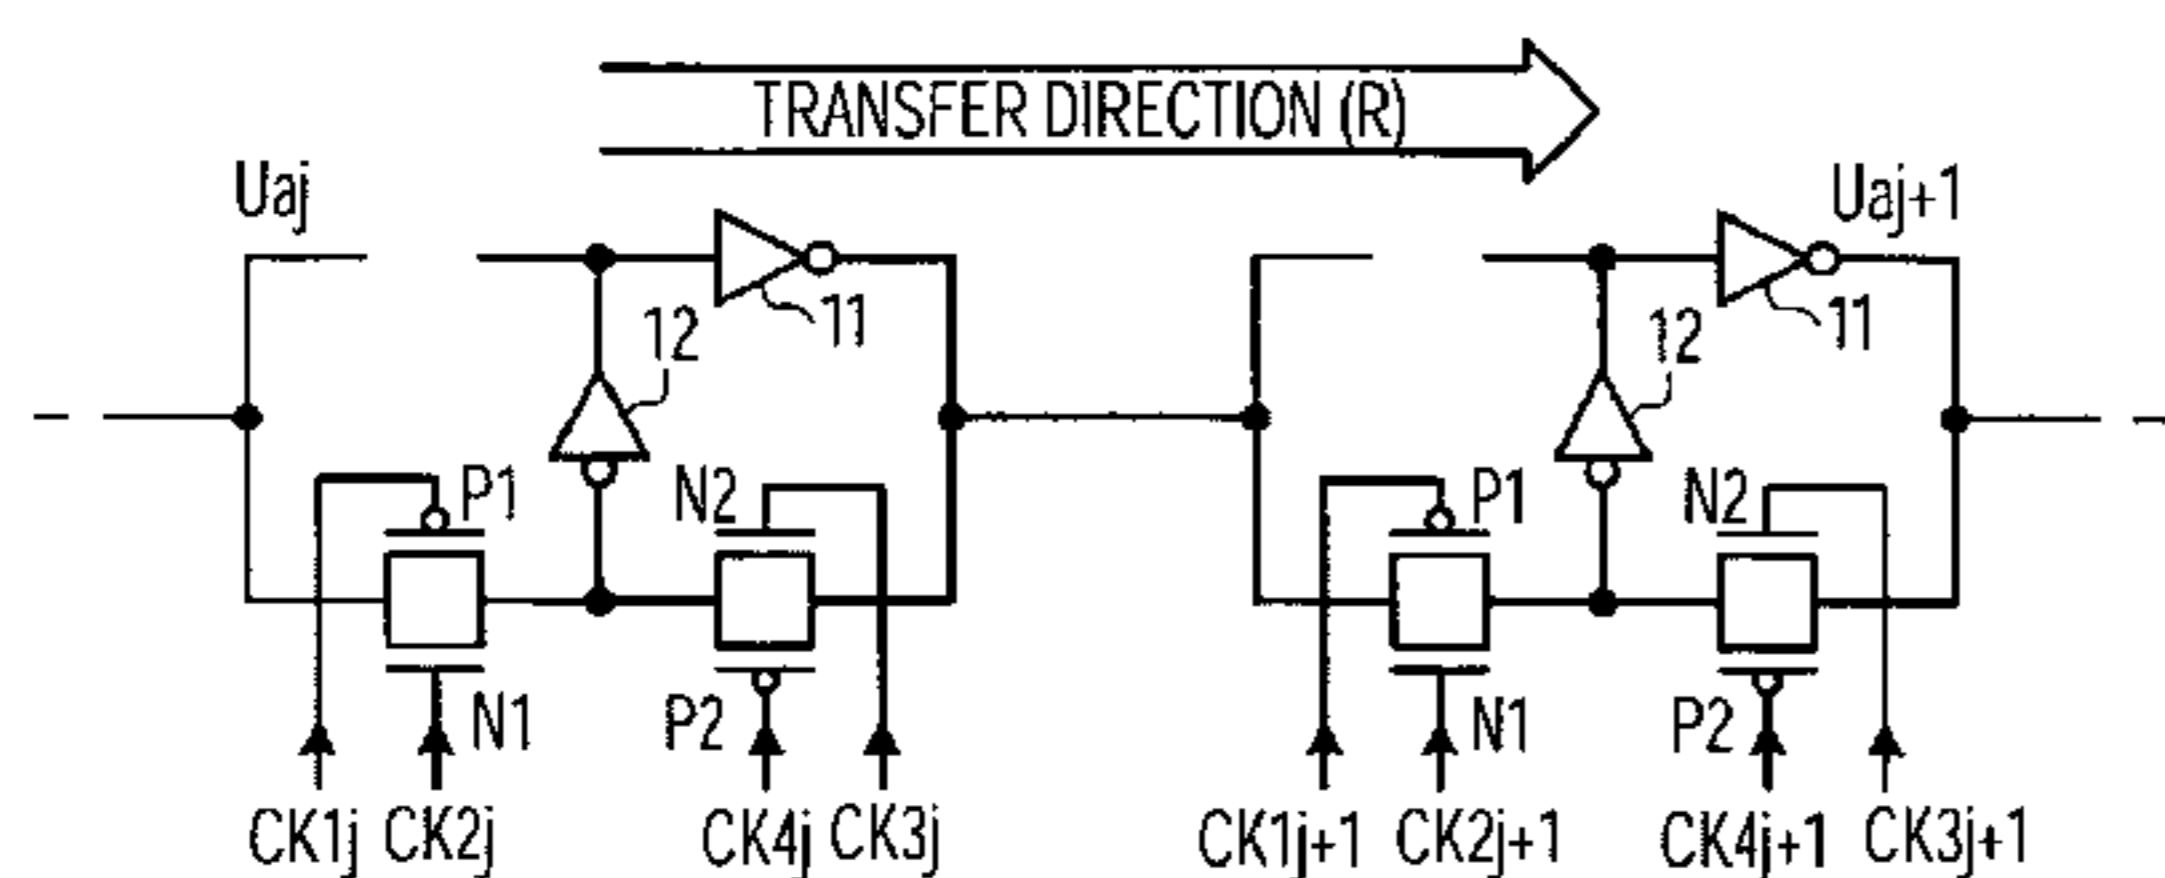 TRANSFER DIRECTION (R)
Uaj
Uaj+1
11
11
12
12
P1
N2
P1
N2
N1
P2
N1
P2
CK1j
CK2j
CK4j
CK3j
CK1j+1
CK2j+1
CK4j+1
CK3j+1